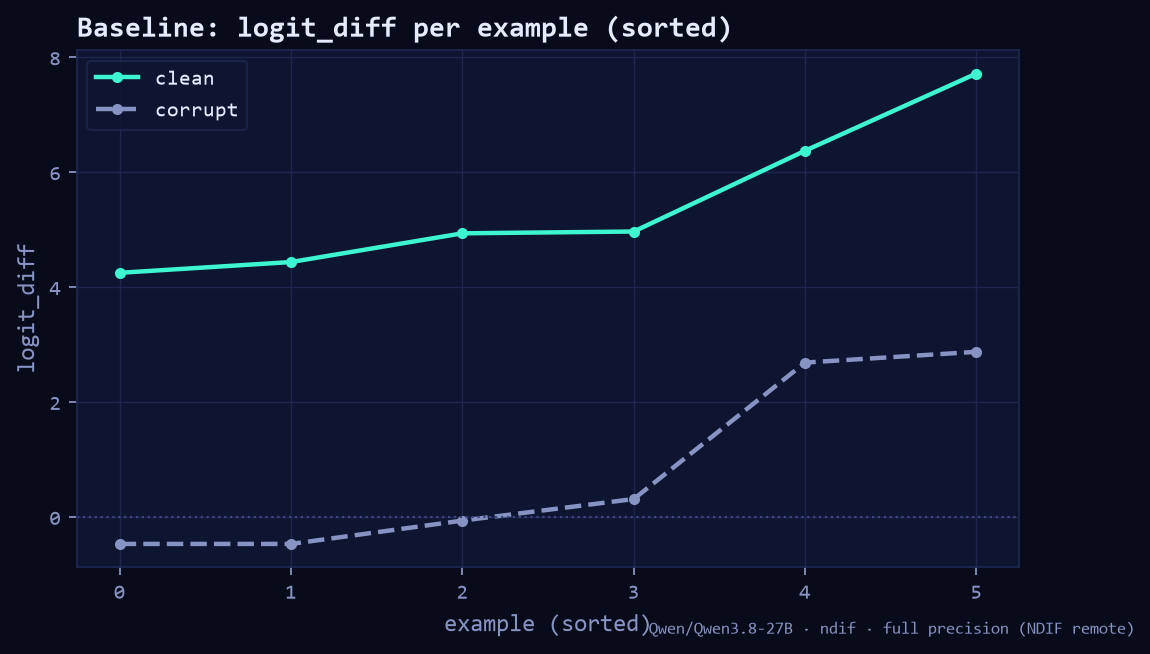 Baseline: logit_diff per example (sorted)
clean
corrupt
logit_diff
8
6
4
2
0
0 1 2 3 4 5
example (sorted)
Qwen/Qwen3.8-27B · ndif · full precision (NDIF remote)